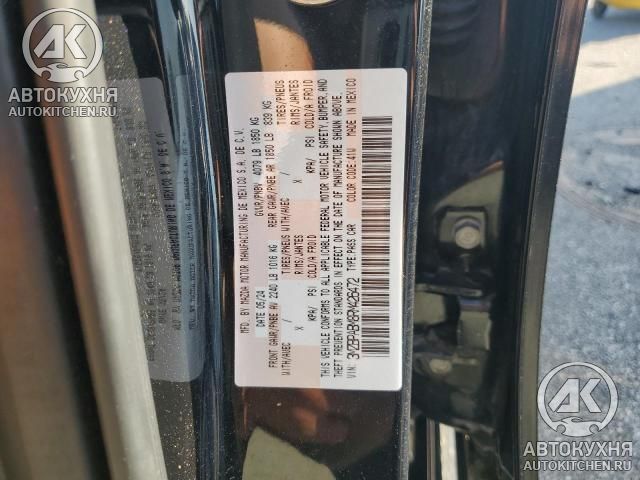 АВТОКУХНЯ
AUTOKITCHEN.RU
MFD. BY MAZDA MOTOR MANUFACTURING DE MEXICO S.A. DE C.V.
DATE 05/24 GVWR/PNBV 4079 LB 1850 KG
FRONT GAWR/PNBE AV 2240 LB 1016 KG REAR GAWR/PNBE AR 1850 LB 839 KG
WITH/AVEC TIRES/PNEUS WITH/AVEC TIRES/PNEUS
X RIMS/JANTES X RIMS/JANTES
KPA/ PSI COLD/A FROID KPA/ PSI COLD/A FROID
THIS VEHICLE CONFORMS TO ALL APPLICABLE FEDERAL MOTOR VEHICLE SAFETY, BUMPER, AND
THEFT PREVENTION STANDARDS IN EFFECT ON THE DATE OF MANUFACTURE SHOWN ABOVE.
VIN: TYPE:PASS CAR COLOR CODE:41W MADE IN MEXICO
АВТОКУХНЯ
AUTOKITCHEN.RU